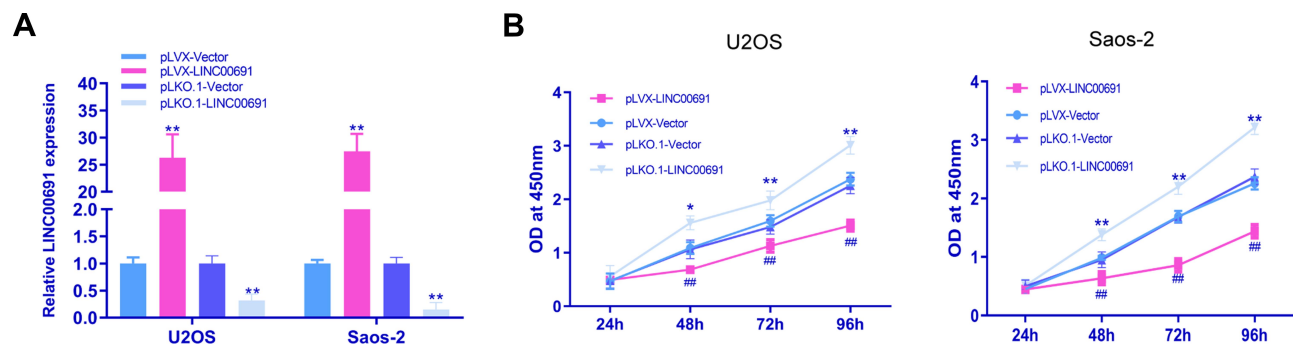 A
pLVX-Vector
pLVX-LINC00691
pLKO.1-Vector
pLKO.1-LINC00691
Relative LINC00691 expression
40
35
30
25
20
2.0
1.5
1.0
0.5
0.0
**
**
**
**
U2OS
Saos-2
B
U2OS
pLVX-LINC00691
pLVX-Vector
pLKO.1-Vector
pLKO.1-LINC00691
OD at 450nm
4
3
2
1
0
*
**
**
##
##
##
24h
48h
72h
96h
Saos-2
pLVX-LINC00691
pLVX-Vector
pLKO.1-Vector
pLKO.1-LINC00691
OD at 450nm
4
3
2
1
0
**
**
**
##
##
##
24h
48h
72h
96h